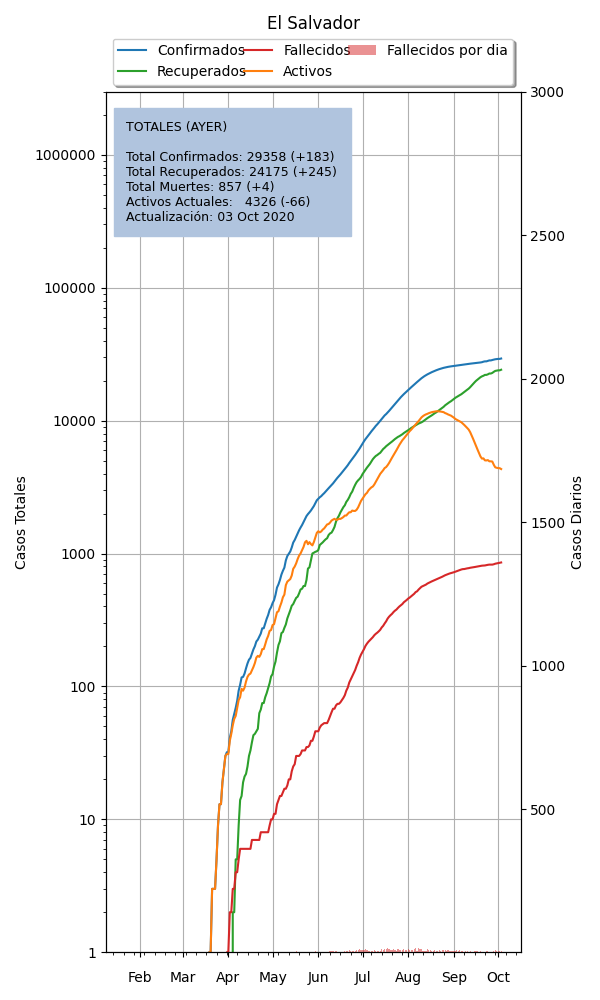 El Salvador
Confirmados
Recuperados
Fallecidos
Activos
Fallecidos por dia
TOTALES (AYER)
Total Confirmados: 29358 (+183)
Total Recuperados: 24175 (+245)
Total Muertes: 857 (+4)
Activos Actuales: 4326 (-66)
Actualización: 03 Oct 2020
Casos Totales
1000000
100000
10000
1000
100
10
1
Casos Diarios
3000
2500
2000
1500
1000
500
Feb Mar Apr May Jun Jul Aug Sep Oct